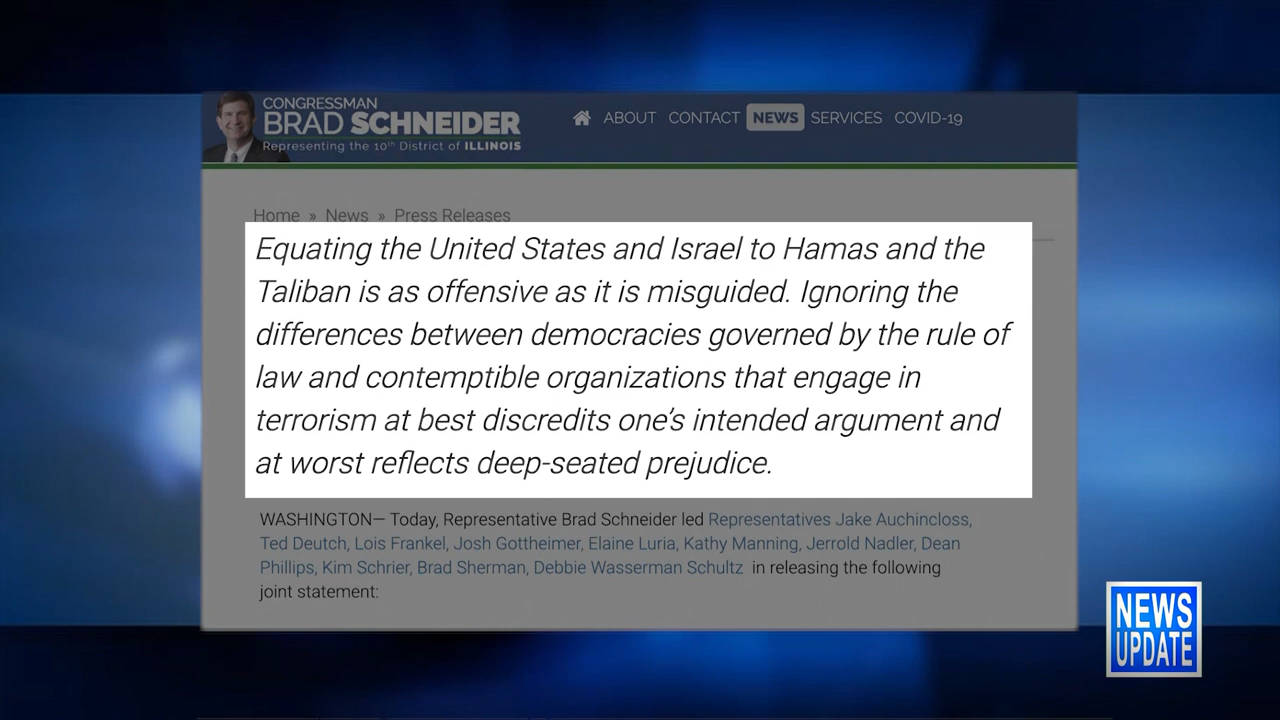 CONGRESSMAN
BRAD SCHNEIDER
Representing the 10th District of ILLINOIS
ABOUT CONTACT NEWS SERVICES COVID-19
Home » News » Press Releases
Equating the United States and Israel to Hamas and the
Taliban is as offensive as it is misguided. Ignoring the
differences between democracies governed by the rule of
law and contemptible organizations that engage in
terrorism at best discredits one’s intended argument and
at worst reflects deep-seated prejudice.
WASHINGTON— Today, Representative Brad Schneider led Representatives Jake Auchincloss,
Ted Deutch, Lois Frankel, Josh Gottheimer, Elaine Luria, Kathy Manning, Jerrold Nadler, Dean
Phillips, Kim Schrier, Brad Sherman, Debbie Wasserman Schultz in releasing the following
joint statement:
NEWS
UPDATE